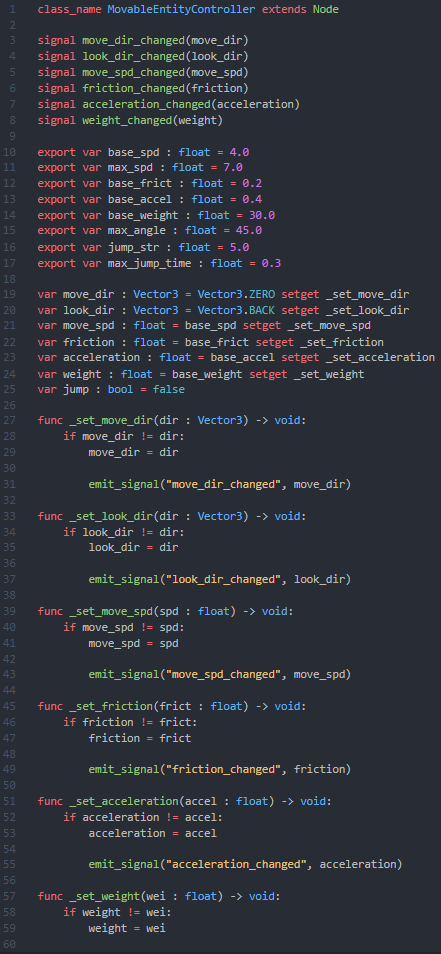 1 class_name MovableEntityController extends Node
2
3 signal move_dir_changed(move_dir)
4 signal look_dir_changed(look_dir)
5 signal move_spd_changed(move_spd)
6 signal friction_changed(friction)
7 signal acceleration_changed(acceleration)
8 signal weight_changed(weight)
9
10 export var base_spd : float = 4.0
11 export var max_spd : float = 7.0
12 export var base_frict : float = 0.2
13 export var base_accel : float = 0.4
14 export var base_weight : float = 30.0
15 export var max_angle : float = 45.0
16 export var jump_str : float = 5.0
17 export var max_jump_time : float = 0.3
18
19 var move_dir : Vector3 = Vector3.ZERO setget _set_move_dir
20 var look_dir : Vector3 = Vector3.BACK setget _set_look_dir
21 var move_spd : float = base_spd setget _set_move_spd
22 var friction : float = base_frict setget _set_friction
23 var acceleration : float = base_accel setget _set_acceleration
24 var weight : float = base_weight setget _set_weight
25 var jump : bool = false
26
27 func _set_move_dir(dir : Vector3) -> void:
28     if move_dir != dir:
29         move_dir = dir
30
31         emit_signal("move_dir_changed", move_dir)
32
33 func _set_look_dir(dir : Vector3) -> void:
34     if look_dir != dir:
35         look_dir = dir
36
37         emit_signal("look_dir_changed", look_dir)
38
39 func _set_move_spd(spd : float) -> void:
40     if move_spd != spd:
41         move_spd = spd
42
43         emit_signal("move_spd_changed", move_spd)
44
45 func _set_friction(frict : float) -> void:
46     if friction != frict:
47         friction = frict
48
49         emit_signal("friction_changed", friction)
50
51 func _set_acceleration(accel : float) -> void:
52     if acceleration != accel:
53         acceleration = accel
54
55         emit_signal("acceleration_changed", acceleration)
56
57 func _set_weight(wei : float) -> void:
58     if weight != wei:
59         weight = wei
60